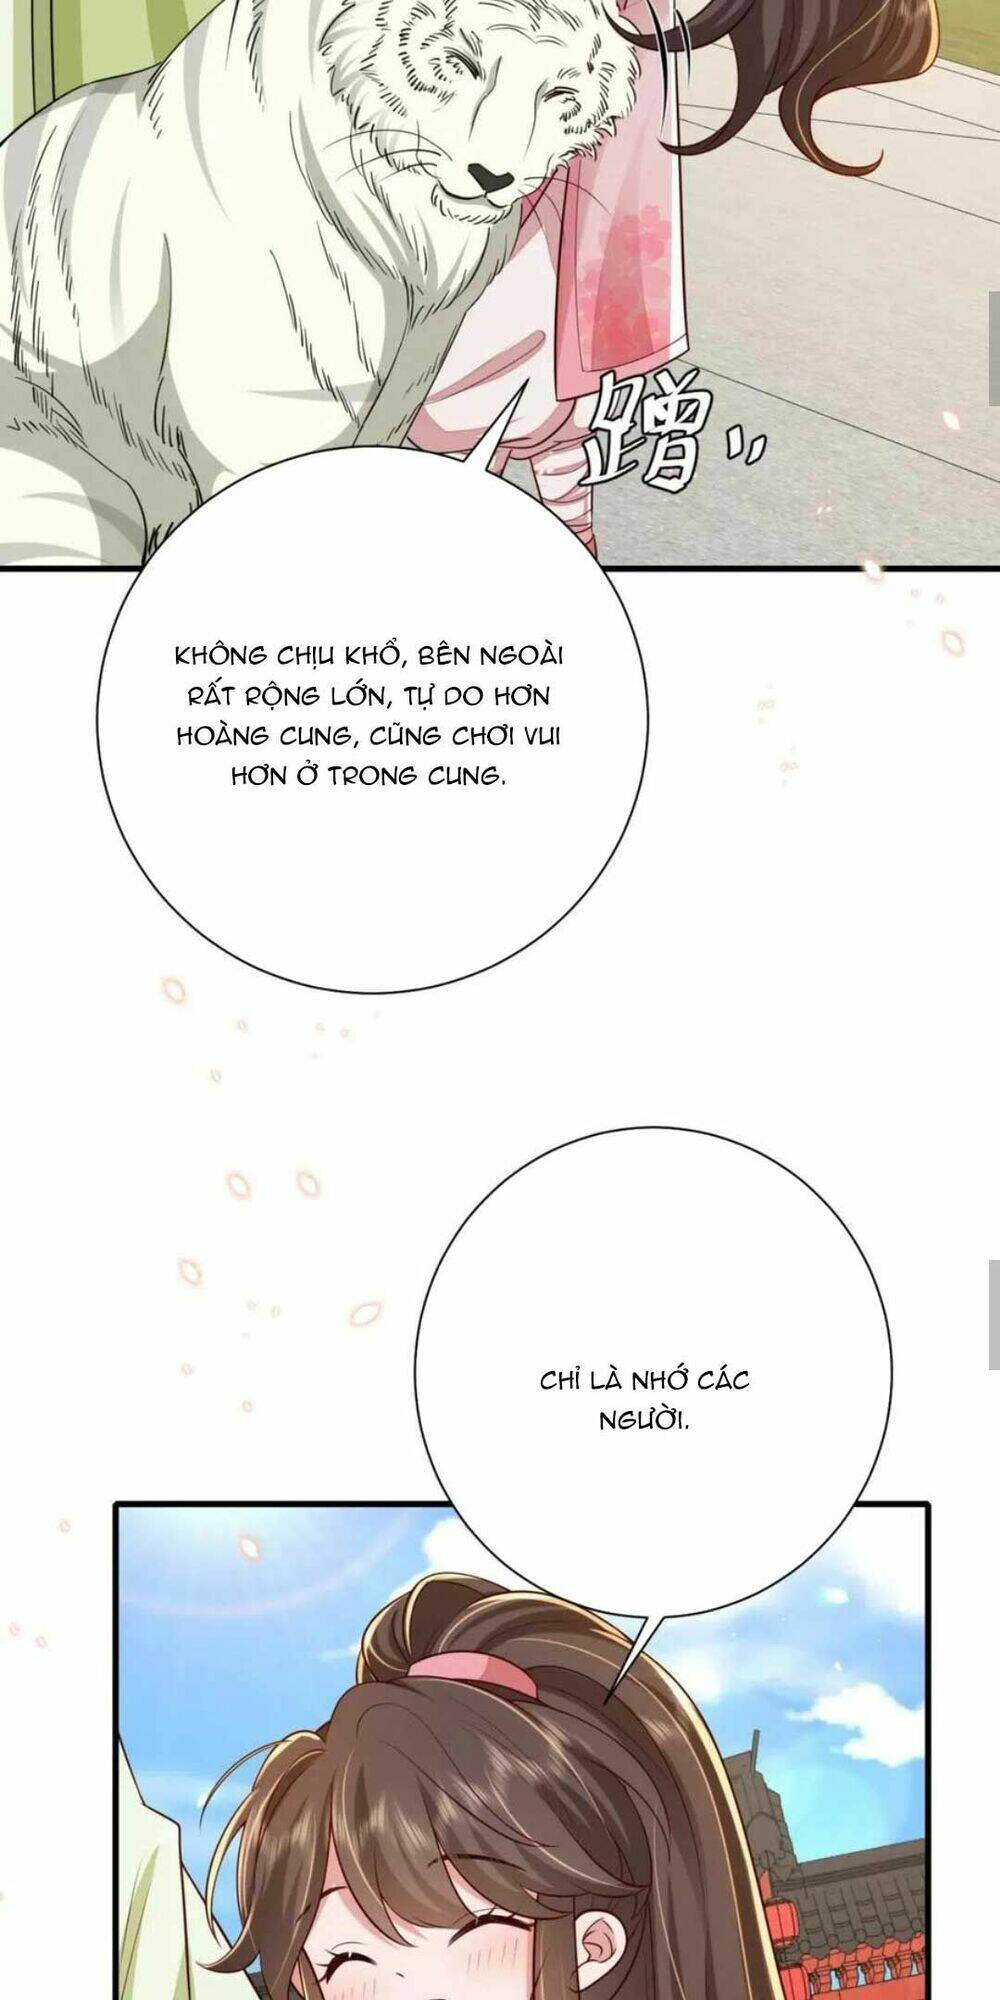 蹭
KHÔNG CHỊU KHỔ, BÊN NGOÀI
RẤT RỘNG LỚN, TỰ DO HƠN
HOÀNG CUNG, CŨNG CHƠI VUI
HƠN Ở TRONG CUNG.
CHỈ LÀ NHỚ CÁC
NGƯỜI.